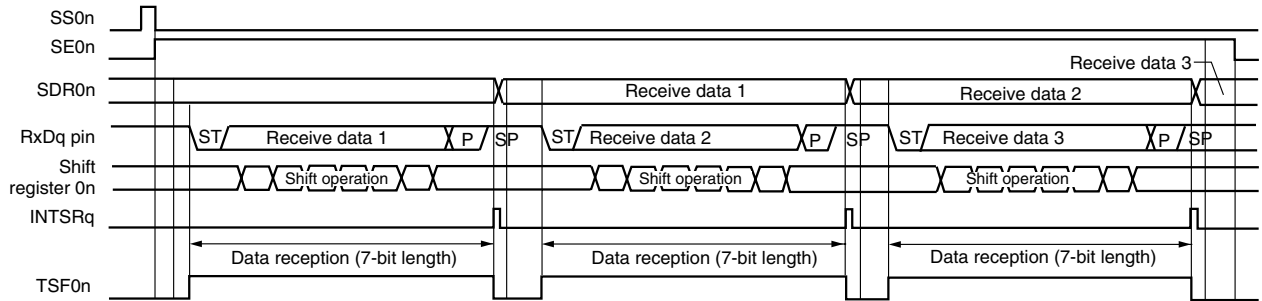 SS0n
SE0n
Receive data 3
SDR0n
Receive data 1
Receive data 2
RxDq pin
ST
Receive data 1
P
SP
ST
Receive data 2
P
SP
ST
Receive data 3
P
SP
Shift
register 0n
Shift operation
Shift operation
Shift operation
INTSRq
Data reception (7-bit length)
Data reception (7-bit length)
Data reception (7-bit length)
TSF0n